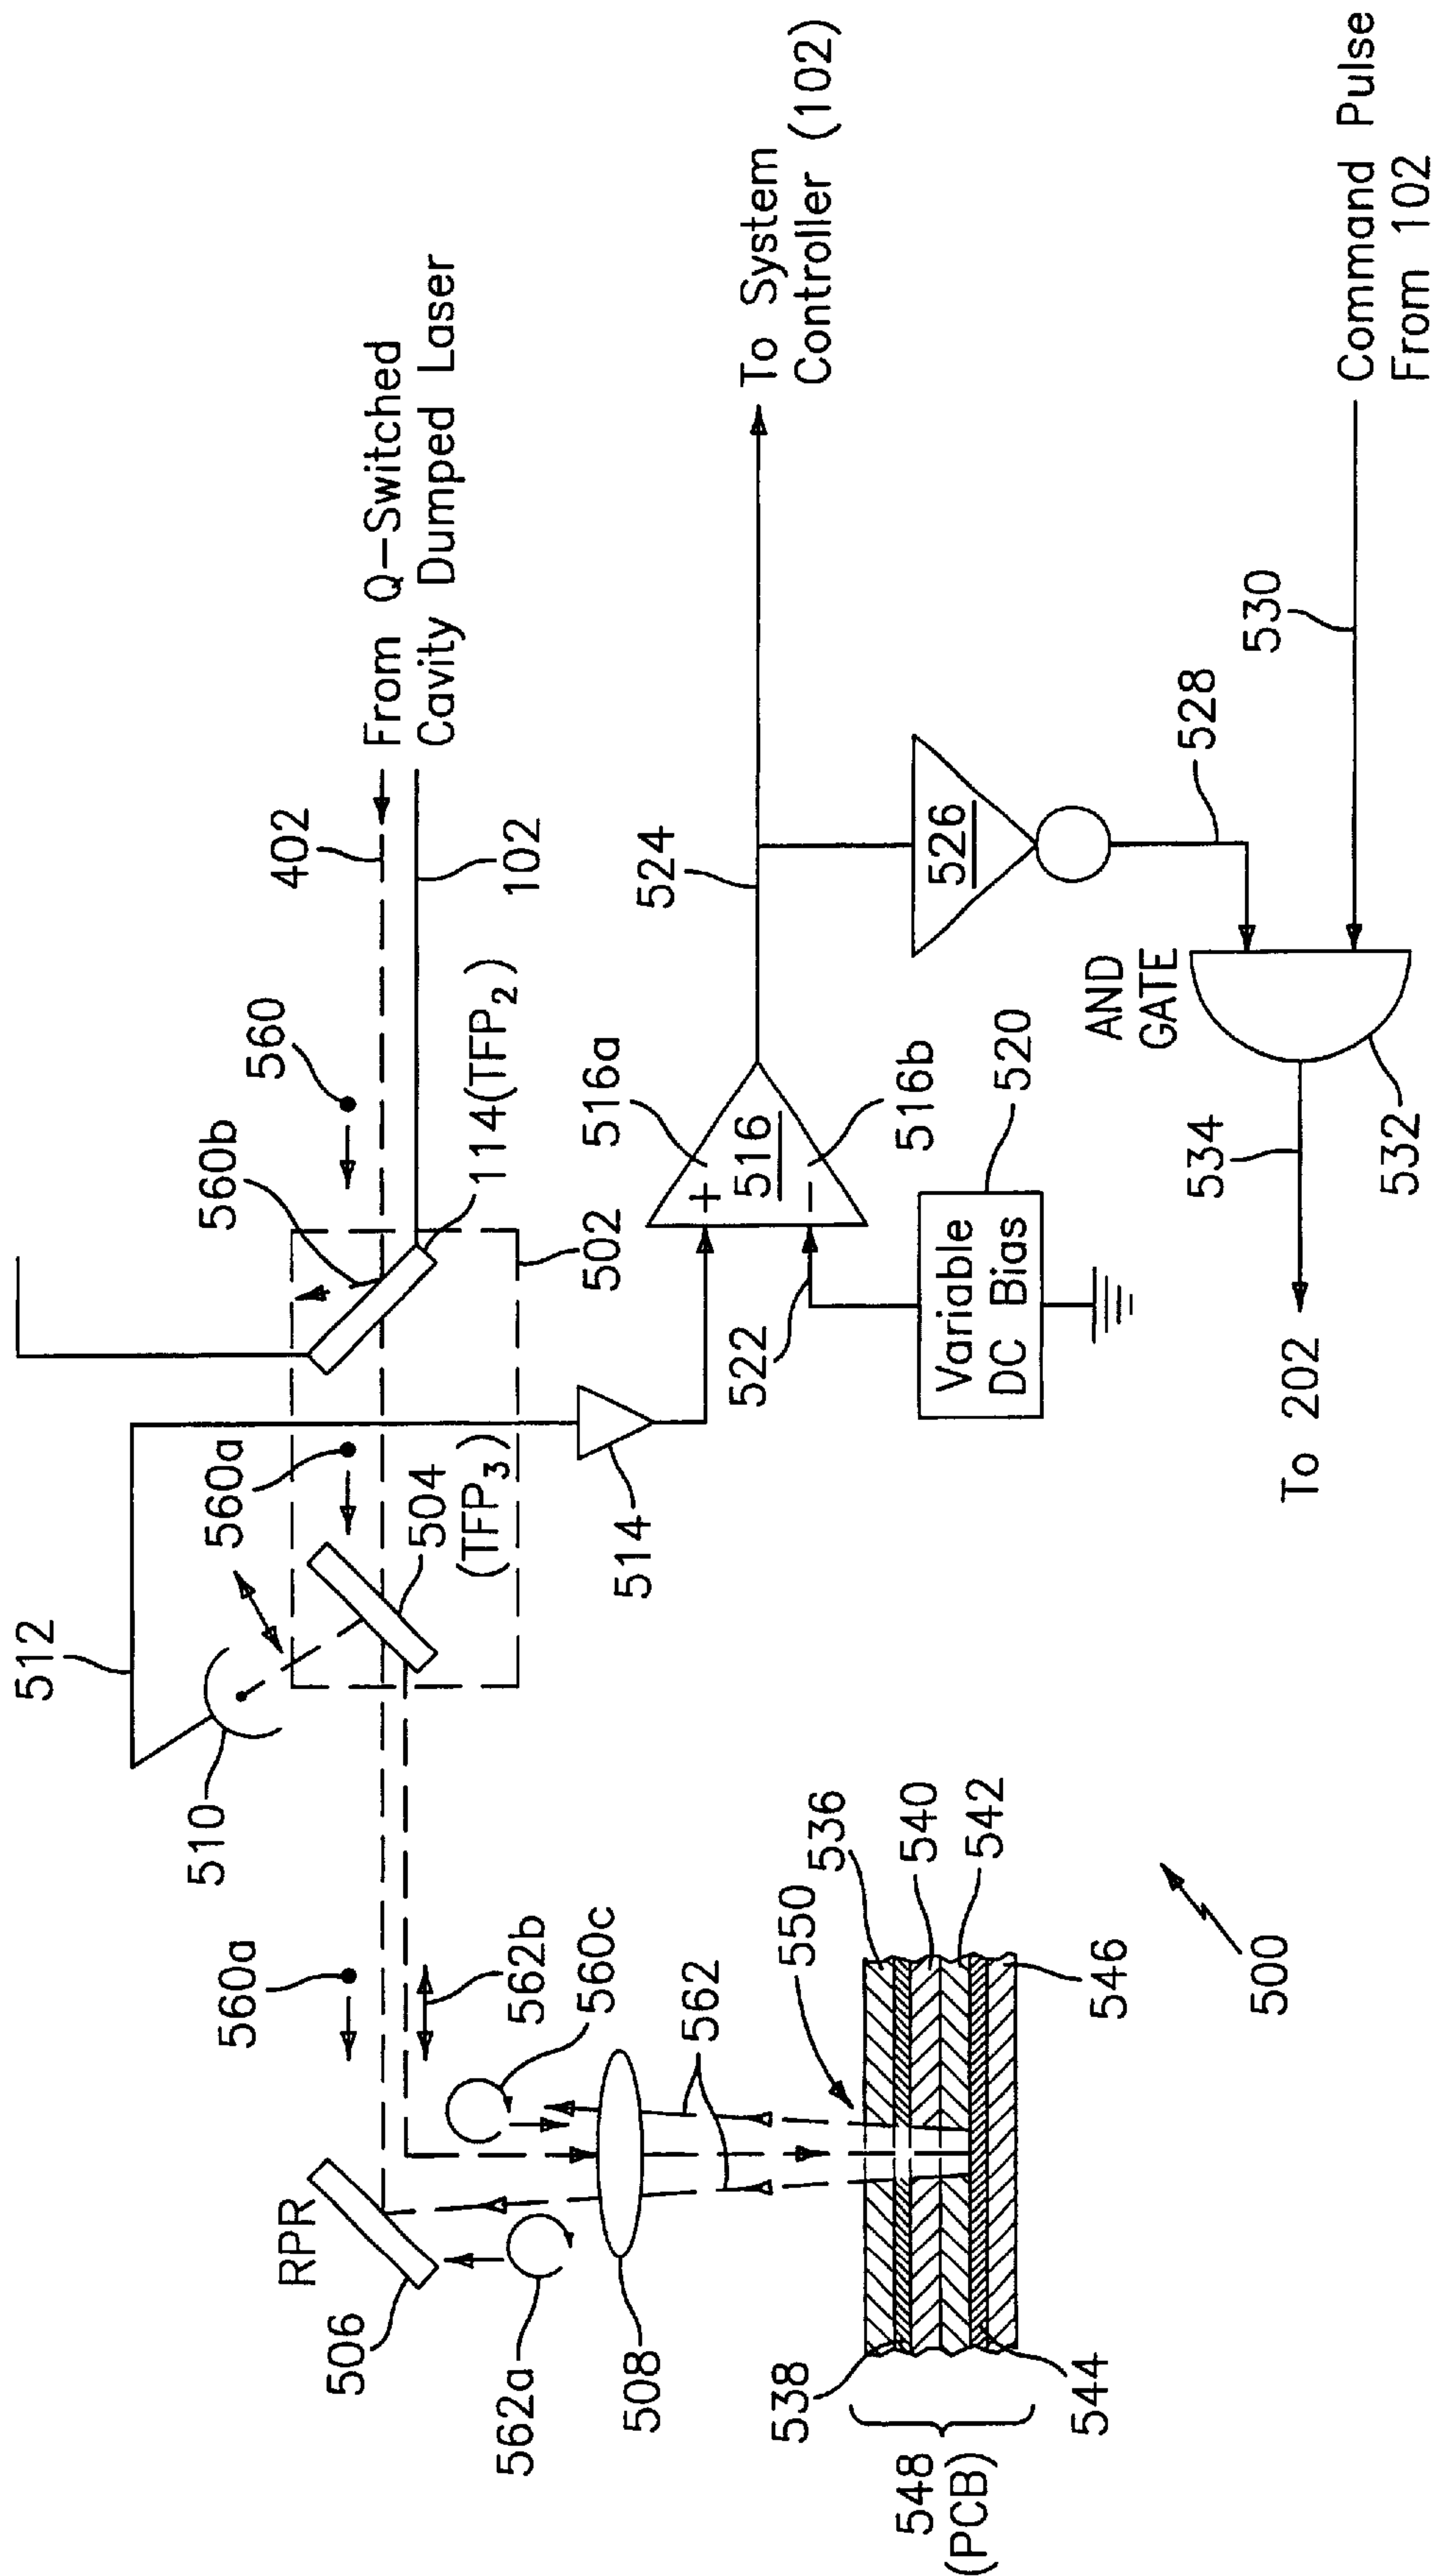 From Q-Switched
Cavity Dumped Laser
402
102
560
560b
114(TFP2)
502
560a
504
(TFP3)
512
510
514
560a
562b
560c
RPR
506
562a
508
562
550
536
540
542
546
538
544
548
(PCB)
500
To System
Controller (102)
524
516a
+
516
−
516b
520
522
Variable
DC Bias
526
528
530
Command Pulse
From 102
AND
GATE
532
534
To 202